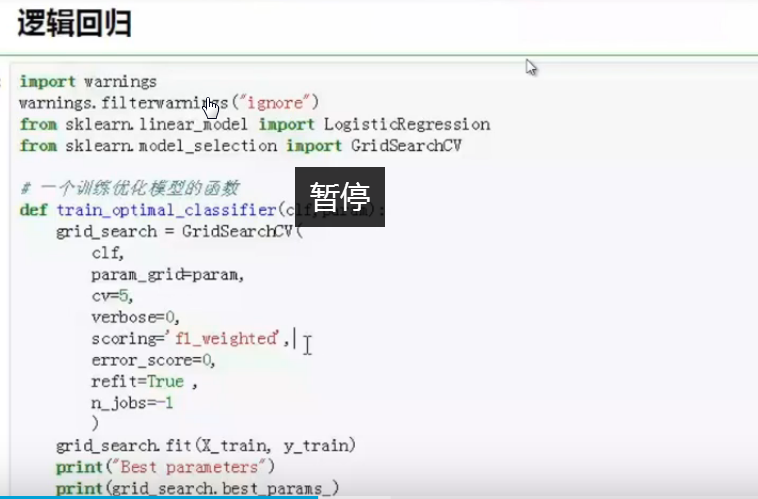 逻辑回归
import warnings
warnings.filterwarnings("ignore")
from sklearn.linear_model import LogisticRegression
from sklearn.model_selection import GridSearchCV
# 一个训练优化模型的函数
def train_optimal_classifier(clf,param):
grid_search = GridSearchCV(
clf,
param_grid=param,
cv=5,
verbose=0,
scoring='f1_weighted',
error_score=0,
refit=True ,
n_jobs=-1
)
grid_search.fit(X_train, y_train)
print("Best parameters")
print(grid_search.best_params_)
暂停